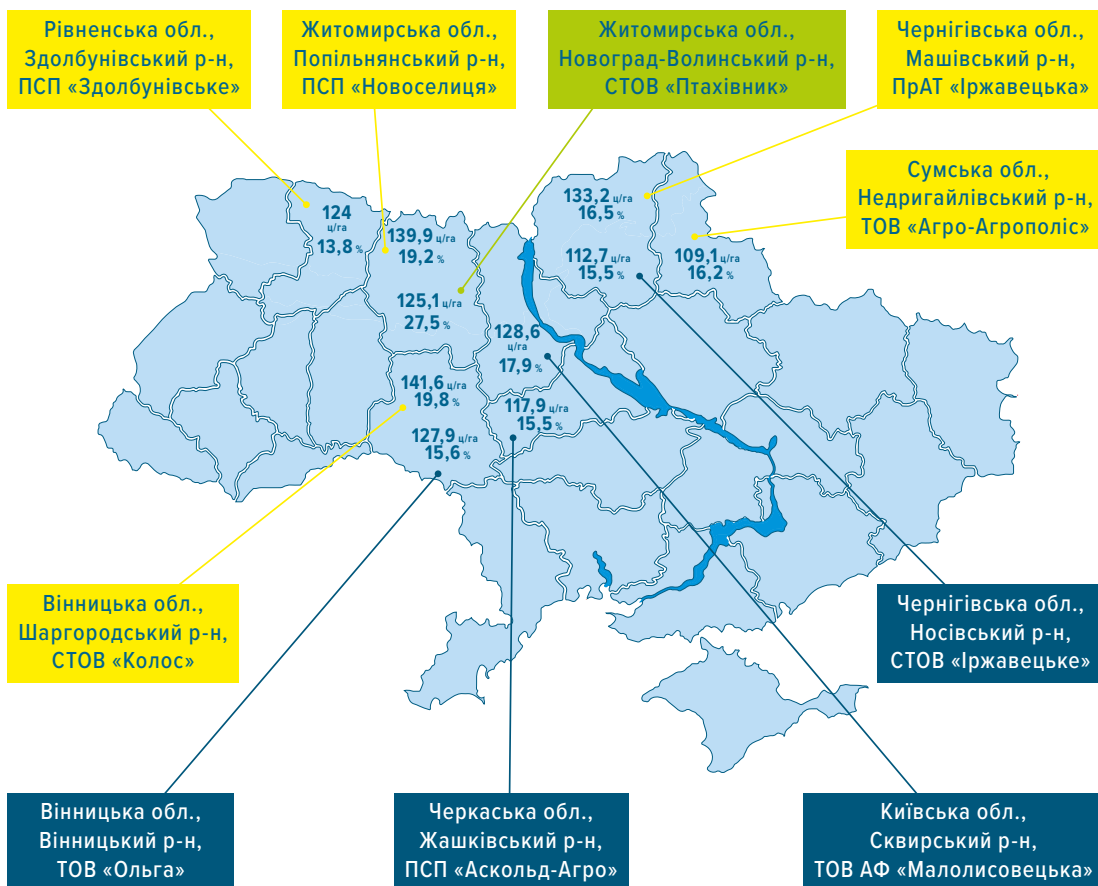 Рівненська обл.,
Здолбунівський р-н,
ПСП «Здолбунівське»
Житомирська обл.,
Попільнянський р-н,
ПСП «Новоселиця»
Житомирська обл.,
Новоград-Волинський р-н,
СТОВ «Птахівник»
Чернігівська обл.,
Машівський р-н,
ПрАТ «Іржавецька»
Сумська обл.,
Недригайлівський р-н,
ТОВ «Агро-Агрополіс»
124
ц/га
13,8 %
139,9 ц/га
19,2 %
125,1 ц/га
27,5 %
133,2 ц/га
16,5 %
112,7 ц/га
15,5 %
109,1 ц/га
16,2 %
128,6
ц/га
17,9 %
141,6 ц/га
19,8 %
117,9 ц/га
15,5 %
127,9 ц/га
15,6 %
Вінницька обл.,
Шаргородський р-н,
СТОВ «Колос»
Чернігівська обл.,
Носівський р-н,
СТОВ «Іржавецьке»
Вінницька обл.,
Вінницький р-н,
ТОВ «Ольга»
Черкаська обл.,
Жашківський р-н,
ПСП «Аскольд-Агро»
Київська обл.,
Сквирський р-н,
ТОВ АФ «Малолисовецька»